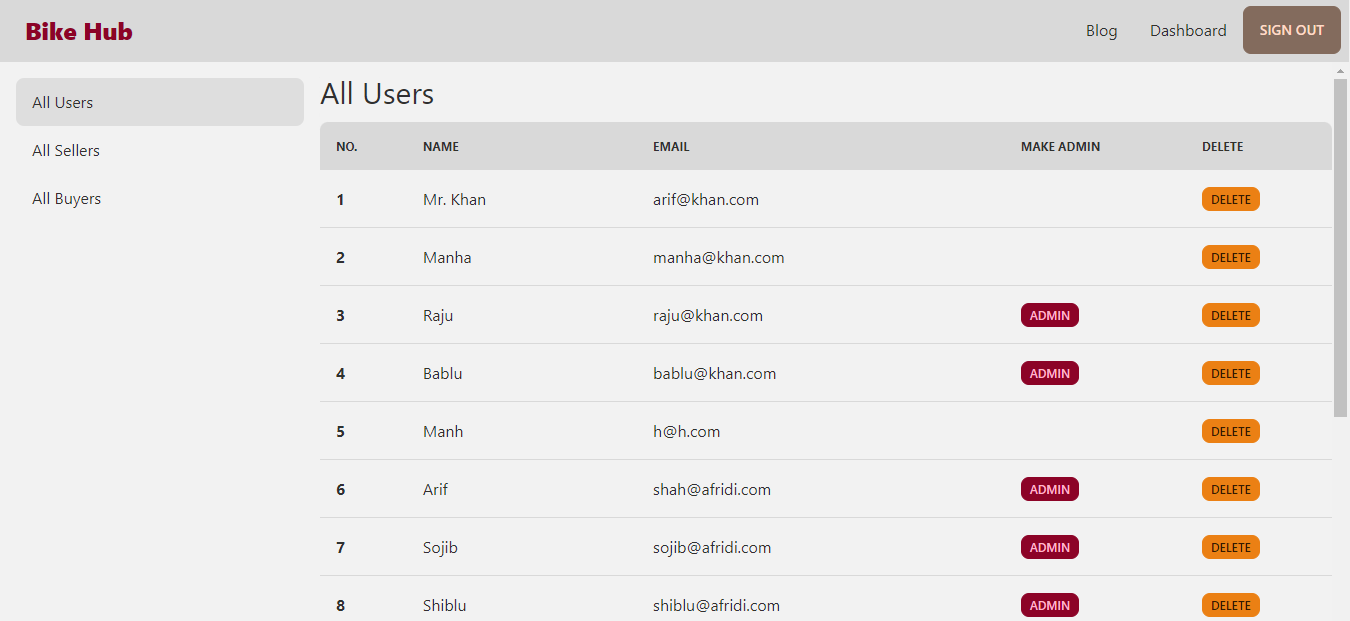 Bike Hub Blog Dashboard SIGN OUT
All Users
All Sellers
All Buyers
All Users
NO. NAME EMAIL MAKE ADMIN DELETE
1 Mr. Khan arif@khan.com DELETE
2 Manha manha@khan.com DELETE
3 Raju raju@khan.com ADMIN DELETE
4 Bablu bablu@khan.com ADMIN DELETE
5 Manh h@h.com DELETE
6 Arif shah@afridi.com ADMIN DELETE
7 Sojib sojib@afridi.com ADMIN DELETE
8 Shiblu shiblu@afridi.com ADMIN DELETE